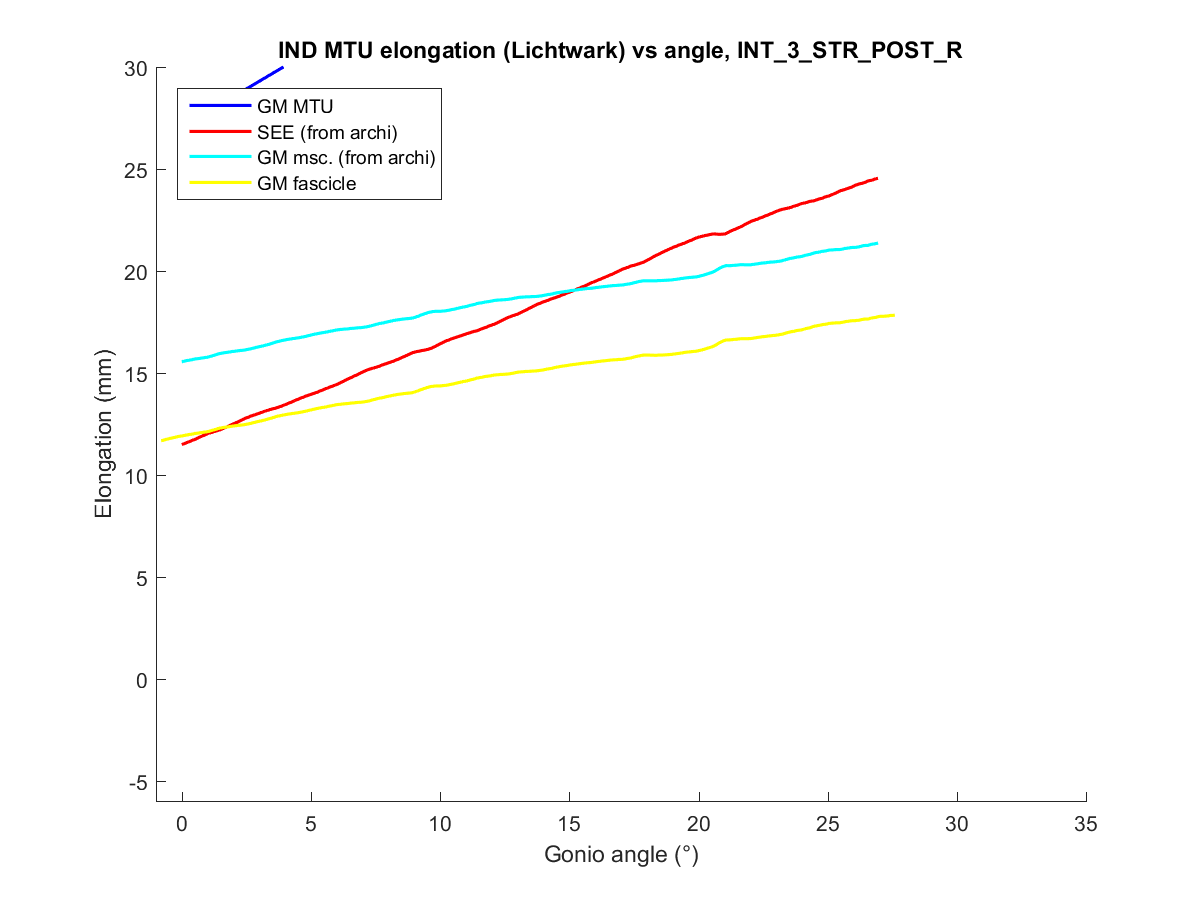 IND MTU elongation (Lichtwark) vs angle, INT_3_STR_POST_R
30
25
20
15
10
5
0
-5
Elongation (mm)
GM MTU
SEE (from archi)
GM msc. (from archi)
GM fascicle
0 5 10 15 20 25 30 35
Gonio angle (°)